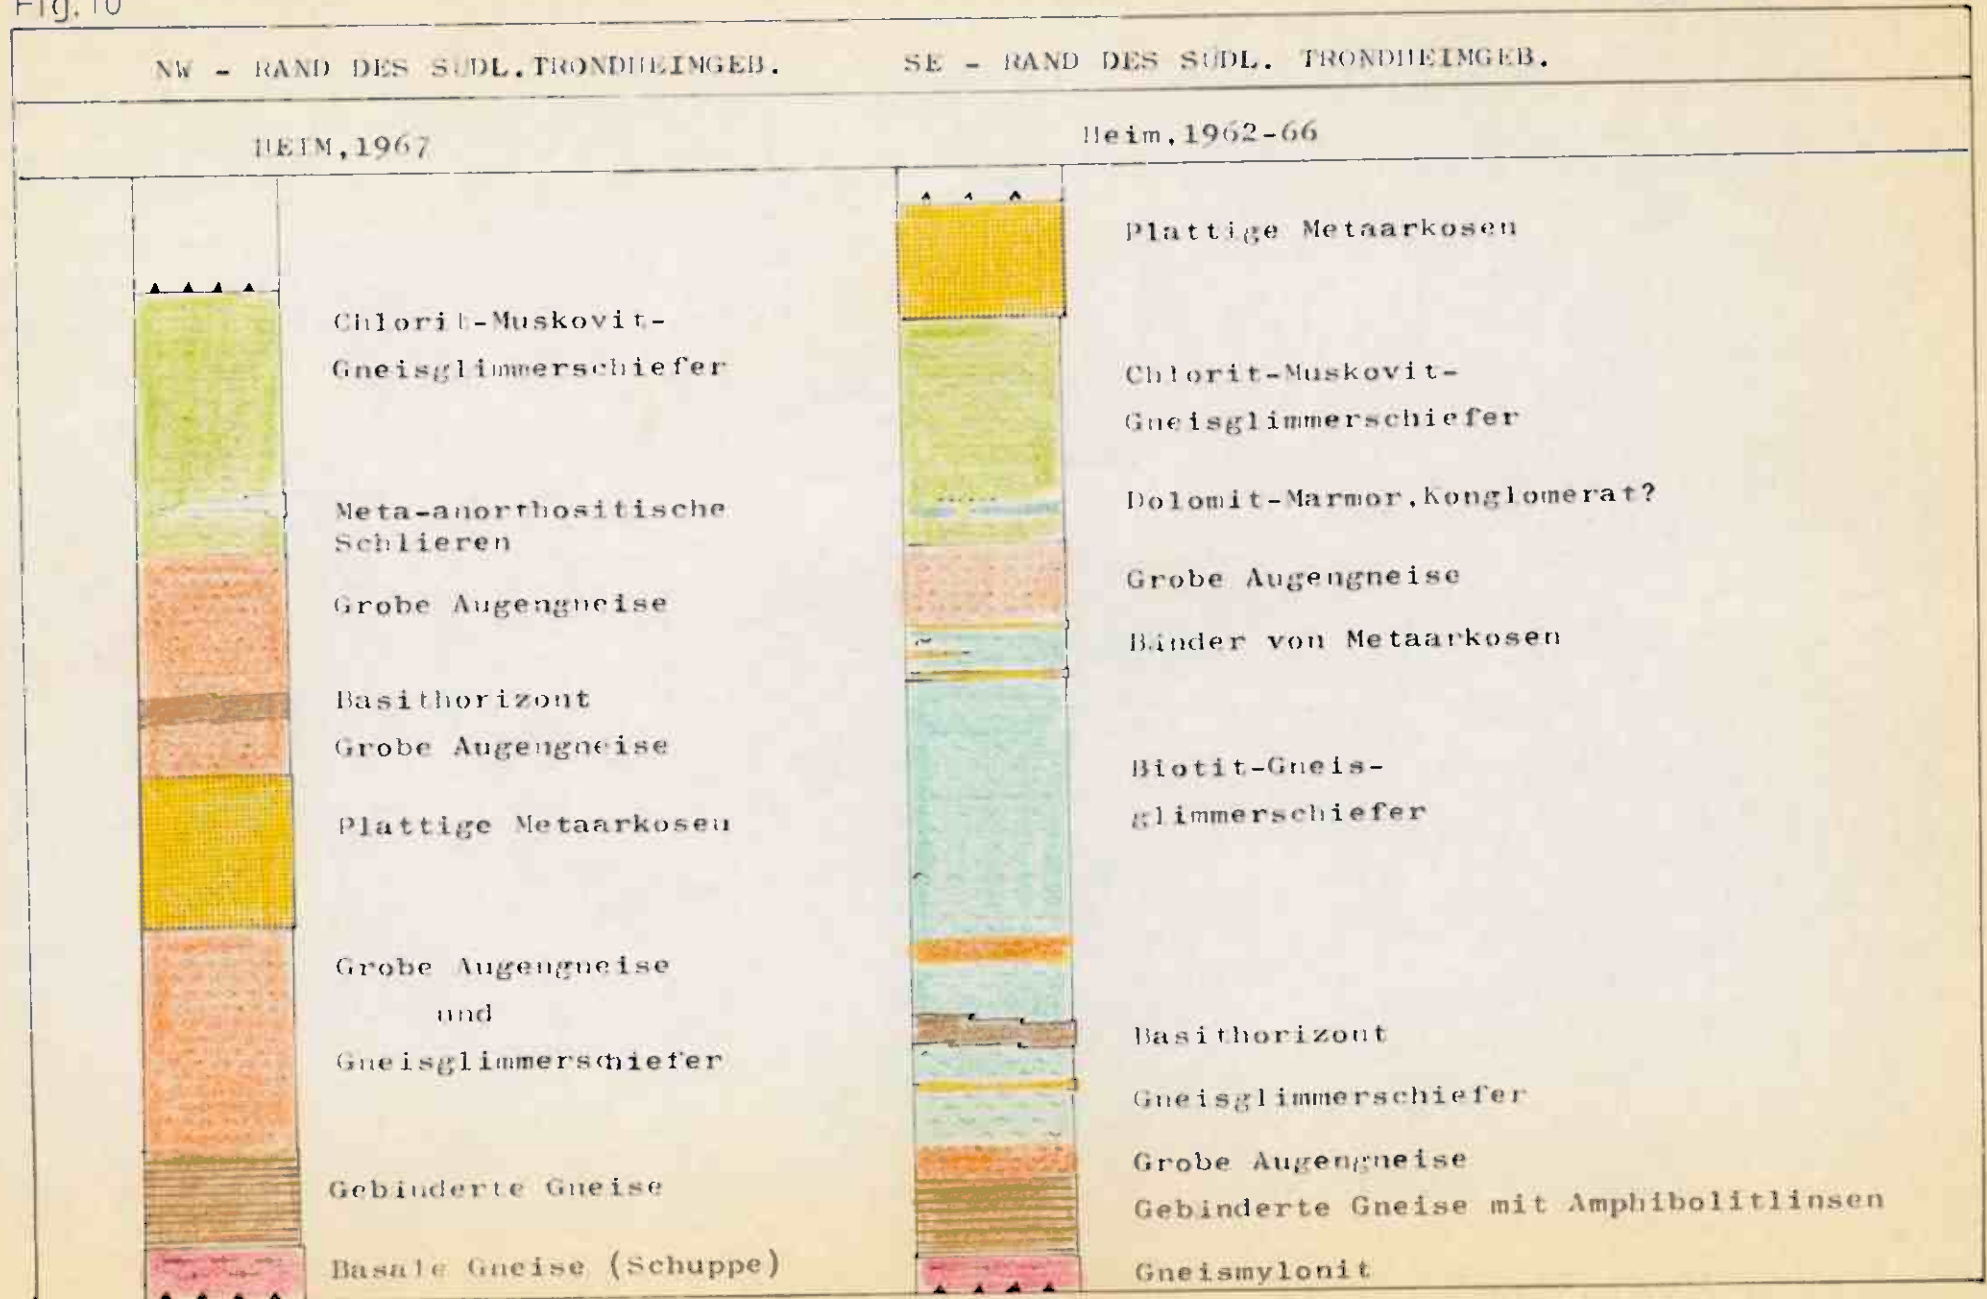 Fig. 10
NW - RAND DES SÜDL. TRONDHEIMGEB.
SE - RAND DES SÜDL. TRONDHEIMGEB.
HEIM, 1967
Heim, 1962-66
Chlorit-Muskovit-
Gneisglimmerschiefer
Meta-anorthositische
Schlieren
Grobe Augengneise
Basithorizont
Grobe Augengneise
Plattige Metaarkosen
Grobe Augengneise
und
Gneisglimmerschiefer
Gebänderte Gneise
Basale Gneise (Schuppe)
Plattige Metaarkosen
Chlorit-Muskovit-
Gneisglimmerschiefer
Dolomit-Marmor, Konglomerat?
Grobe Augengneise
Bänder von Metaarkosen
Biotit-Gneis-
glimmerschiefer
Basithorizont
Gneisglimmerschiefer
Grobe Augengneise
Gebänderte Gneise mit Amphibolitlinsen
Gneismylonit